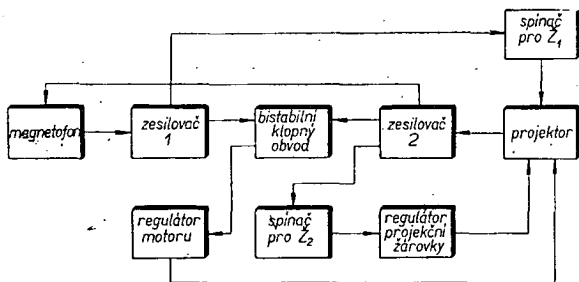 spínač
pro Ž1
magnetofon
zesilovač
1
bistabilní
klopný
obvod
zesilovač
2
projektor
regulátor
motoru
spínač
pro Ž2
regulátor
projekční
žárovky